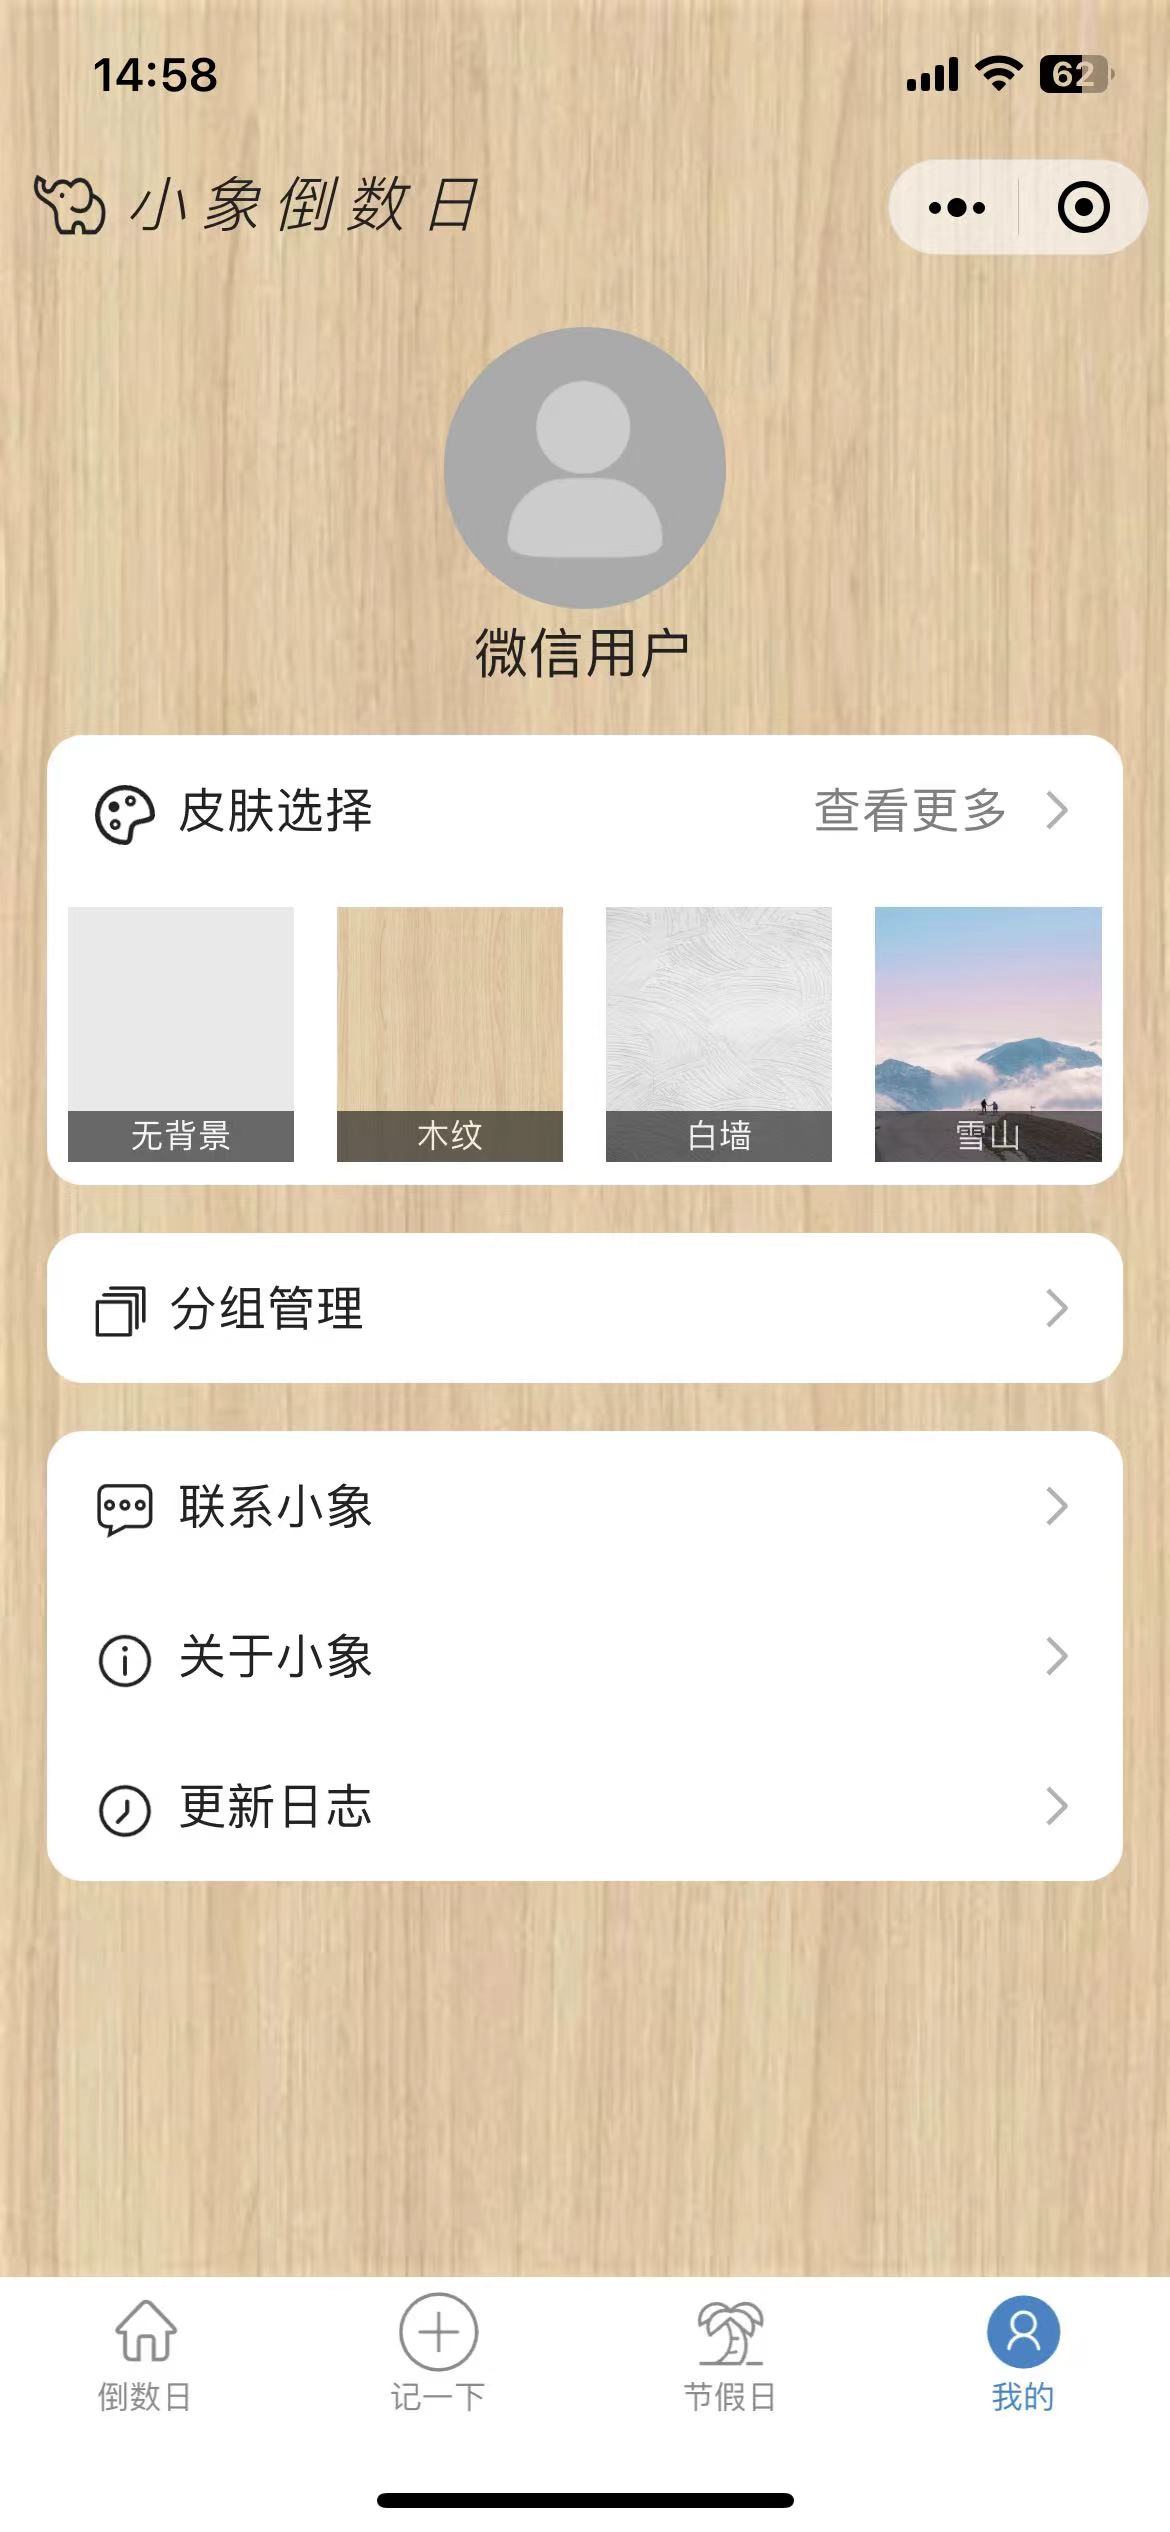 14:58
62
小象倒数日
微信用户
皮肤选择
查看更多
无背景
木纹
白墙
雪山
分组管理
联系小象
关于小象
更新日志
倒数日
记一下
节假日
我的